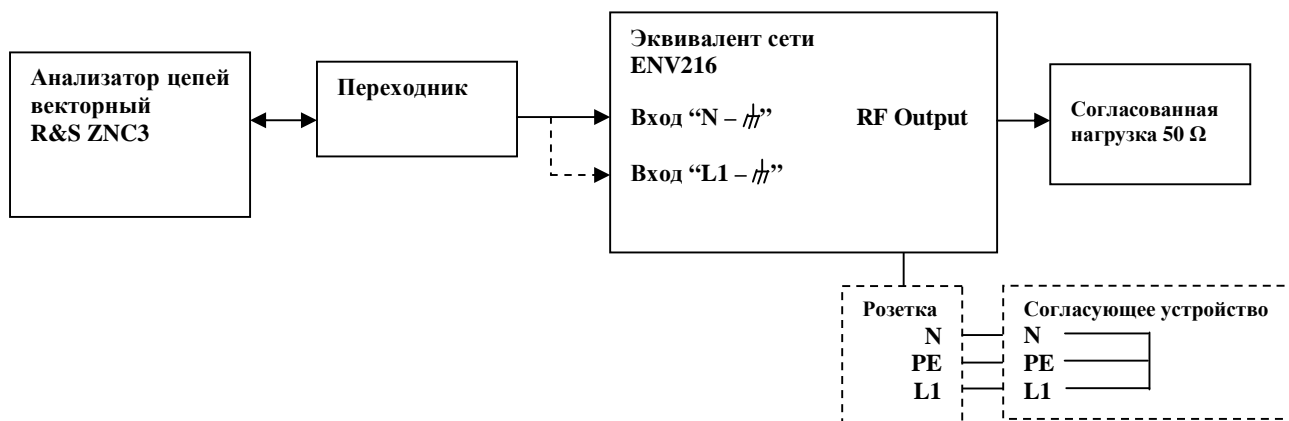 Анализатор цепей
векторный
R&S ZNC3
Переходник
Эквивалент сети
ENV216
Вход “N – ” RF Output
Вход “L1 – ”
Согласованная
нагрузка 50 Ω
Розетка
N
PE
L1
Согласующее устройство
N
PE
L1